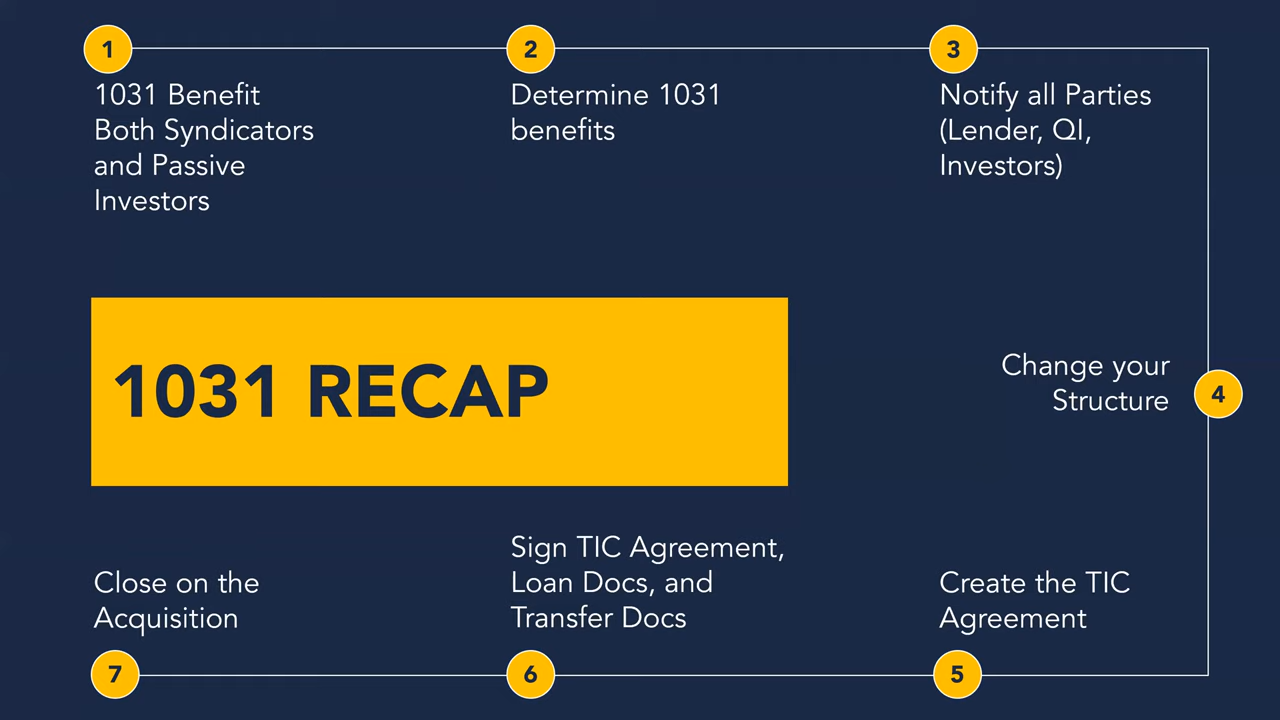 1
1031 Benefit
Both Syndicators
and Passive
Investors
2
Determine 1031
benefits
3
Notify all Parties
(Lender, QI,
Investors)
1031 RECAP
Change your
Structure
4
Create the TIC
Agreement
5
Sign TIC Agreement,
Loan Docs, and
Transfer Docs
6
Close on the
Acquisition
7